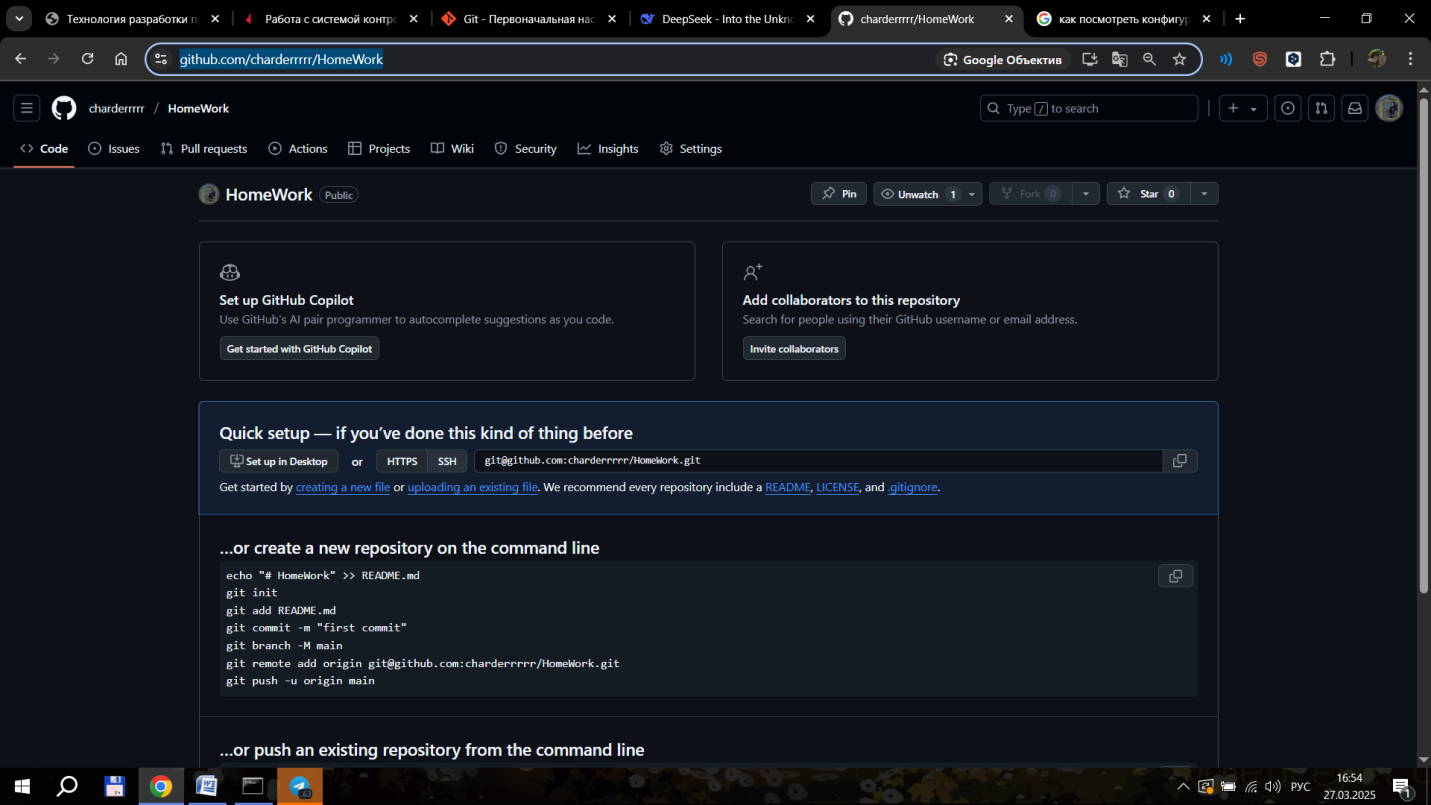 Технология разработки п
Работа с системой контро
Git - Первоначальная нас
DeepSeek - Into the Unkno
charderrrrr/HomeWork
как посмотреть конфигур
github.com/charderrrrr/HomeWork
Google Объектив
charderrrrr / HomeWork
Type / to search
Code
Issues
Pull requests
Actions
Projects
Wiki
Security
Insights
Settings
HomeWork Public
Pin
Unwatch 1
Fork 0
Star 0
Set up GitHub Copilot
Use GitHub's AI pair programmer to autocomplete suggestions as you code.
Get started with GitHub Copilot
Add collaborators to this repository
Search for people using their GitHub username or email address.
Invite collaborators
Quick setup — if you've done this kind of thing before
Set up in Desktop or HTTPS SSH git@github.com:charderrrrr/HomeWork.git
Get started by creating a new file or uploading an existing file. We recommend every repository include a README, LICENSE, and .gitignore.
...or create a new repository on the command line
echo "# HomeWork" >> README.md
git init
git add README.md
git commit -m "first commit"
git branch -M main
git remote add origin git@github.com:charderrrrr/HomeWork.git
git push -u origin main
...or push an existing repository from the command line
63
РУС
16:54
27.03.2025
1